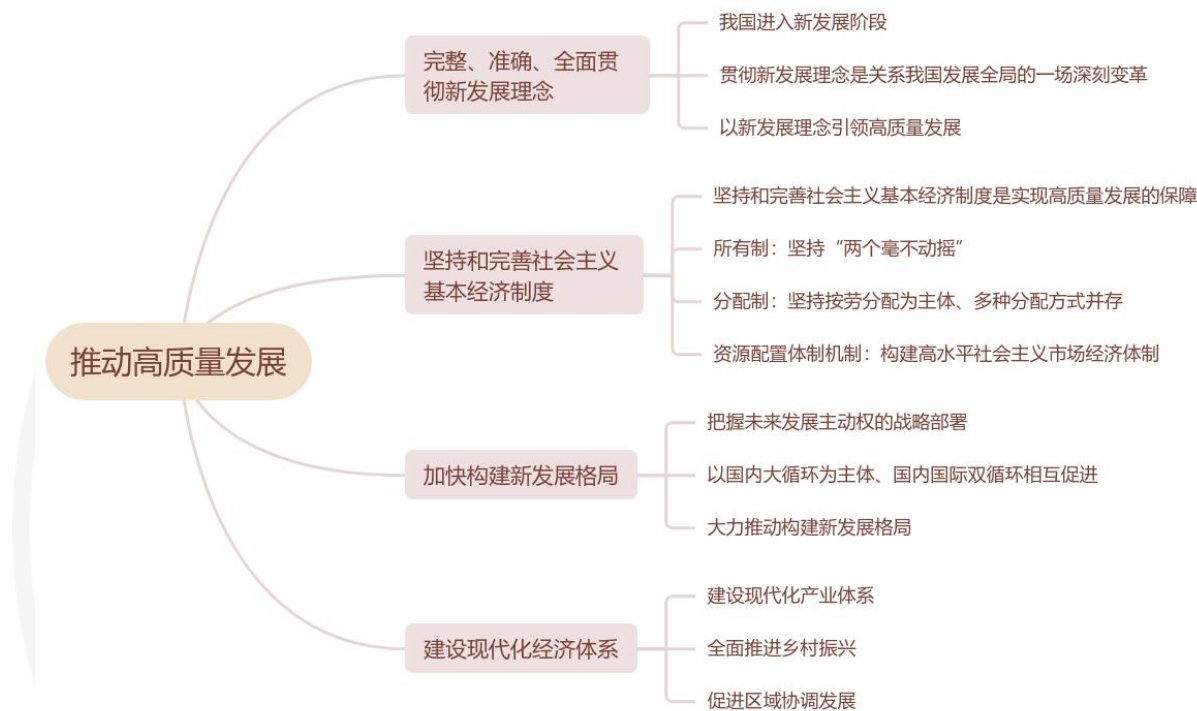 推动高质量发展
完整、准确、全面贯
彻新发展理念
我国进入新发展阶段
贯彻新发展理念是关系我国发展全局的一场深刻变革
以新发展理念引领高质量发展
坚持和完善社会主义
基本经济制度
坚持和完善社会主义基本经济制度是实现高质量发展的保障
所有制：坚持“两个毫不动摇”
分配制：坚持按劳分配为主体、多种分配方式并存
资源配置体制机制：构建高水平社会主义市场经济体制
加快构建新发展格局
把握未来发展主动权的战略部署
以国内大循环为主体、国内国际双循环相互促进
大力推动构建新发展格局
建设现代化经济体系
建设现代化产业体系
全面推进乡村振兴
促进区域协调发展